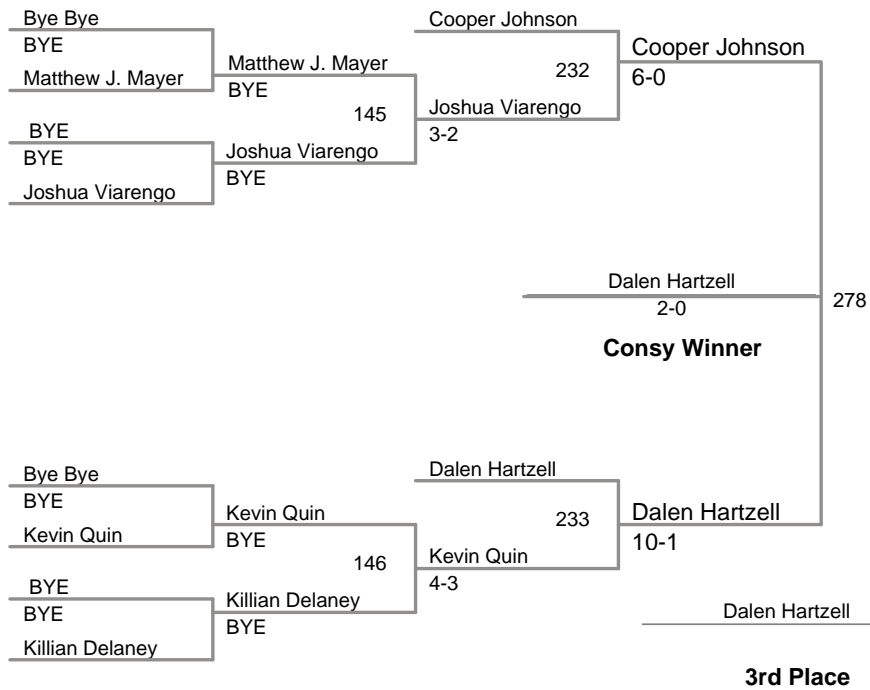 Bye Bye
BYE
Matthew J. Mayer
BYE
BYE
Joshua Viarengo
Matthew J. Mayer
BYE
145
Joshua Viarengo
BYE
Cooper Johnson
232
Joshua Viarengo
3-2
Cooper Johnson
6-0
Dalen Hartzell
2-0
278
Consy Winner
Bye Bye
BYE
Kevin Quin
BYE
BYE
Killian Delaney
Kevin Quin
BYE
146
Killian Delaney
BYE
Dalen Hartzell
233
Kevin Quin
4-3
Dalen Hartzell
10-1
Dalen Hartzell
3rd Place